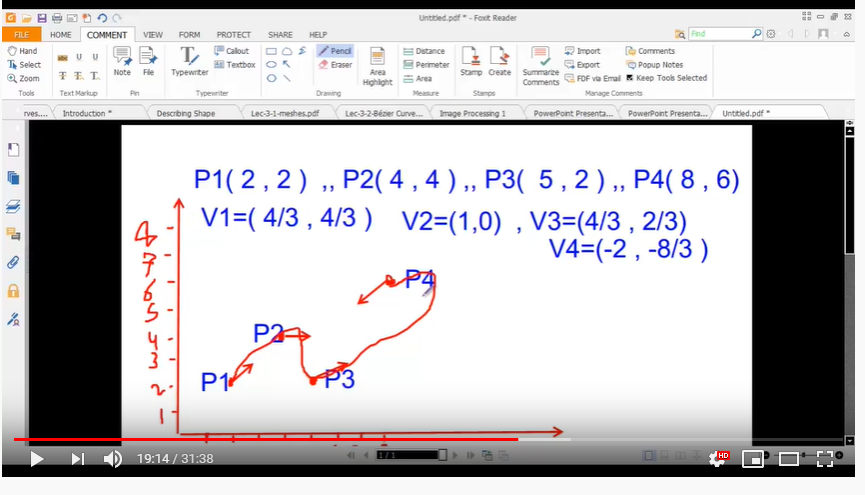 Untitled.pdf * - Foxit Reader
FILE HOME COMMENT VIEW FORM PROTECT SHARE HELP Find
Hand Callout Pencil Distance Import Comments
Select Textbox Eraser Perimeter Export Popup Notes
Zoom Note File Typewriter Area Highlight Area Stamp Create Summarize Comments FDF via Email Keep Tools Selected
Tools Text Markup Pin Typewriter Drawing Measure Stamps Manage Comments
rves.... Introduction * Describing Shape Lec-3-1-meshes.pdf Lec-3-2-Bézier Curve... Image Processing 1 PowerPoint Presenta... PowerPoint Presenta... Untitled.pdf *
P1( 2 , 2 ) ,, P2( 4 , 4 ) ,, P3( 5 , 2 ) ,, P4( 8 , 6)
V1=( 4/3 , 4/3 ) V2=(1,0) , V3=(4/3 , 2/3)
V4=(-2 , -8/3 )
8
7
6 P4
5
4 P2
3
2 P1 P3
1
1 / 1
19:14 / 31:38 HD